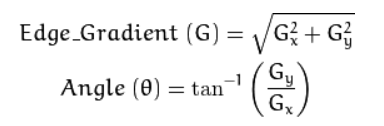 Edge_Gradient (G) = √(G_x^2 + G_y^2)
Angle (θ) = tan⁻¹ (G_y / G_x)